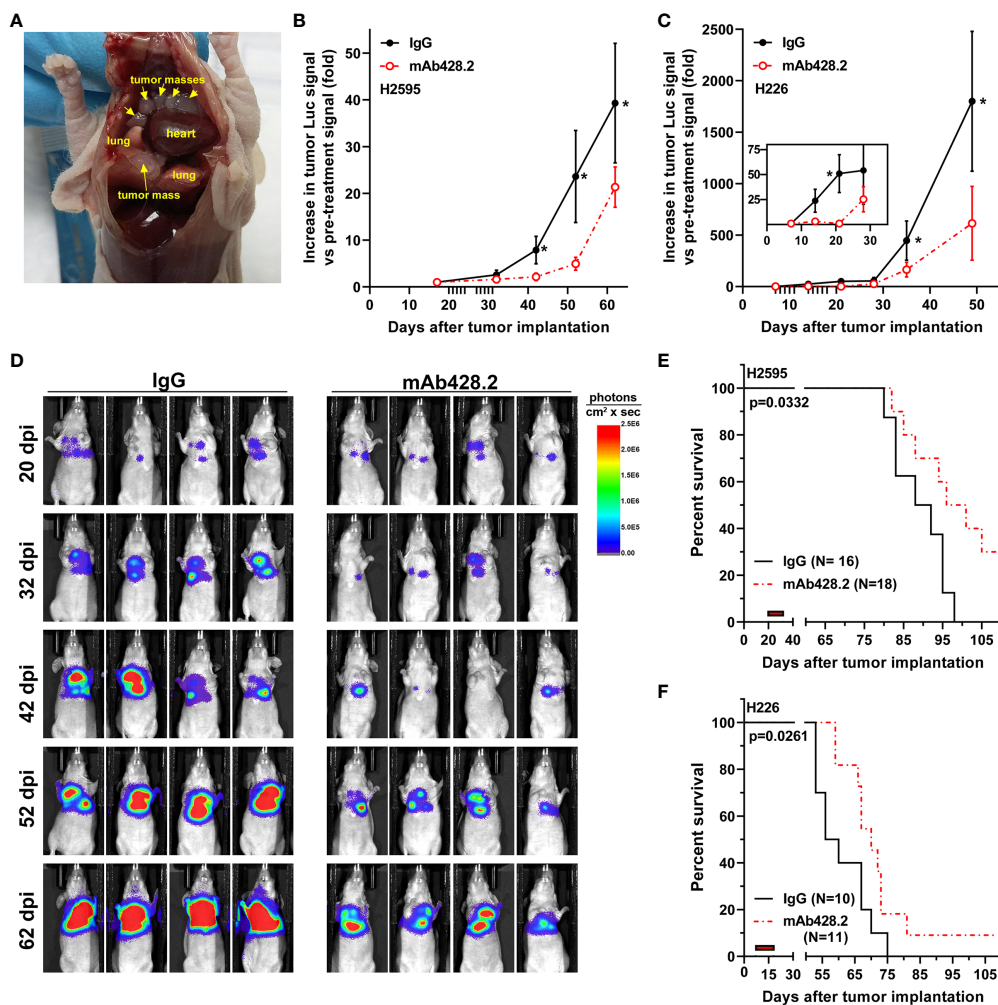 A
tumor masses
lung
heart
lung
tumor mass
B
Increase in tumor Luc signal
vs pre-treatment signal (fold)
IgG
mAb428.2
H2595
50
40
30
20
10
0
*
*
*
0 10 20 30 40 50 60
Days after tumor implantation
C
Increase in tumor Luc signal
vs pre-treatment signal (fold)
IgG
mAb428.2
H226
2500
2000
1500
1000
500
0
75
50
25
*
0 10 20 30
*
*
0 10 20 30 40 50
Days after tumor implantation
D
IgG
mAb428.2
photons
cm² x sec
2.5E6
2.0E6
1.5E6
1.0E6
5.0E5
0.00
20 dpi
32 dpi
42 dpi
52 dpi
62 dpi
E
H2595
p=0.0332
Percent survival
100
80
60
40
20
0
IgG (N= 16)
mAb428.2 (N=18)
0 20 40 65 75 85 95 105
Days after tumor implantation
F
H226
p=0.0261
Percent survival
100
80
60
40
20
0
IgG (N=10)
mAb428.2
(N=11)
0 15 30 55 65 75 85 95 105
Days after tumor implantation